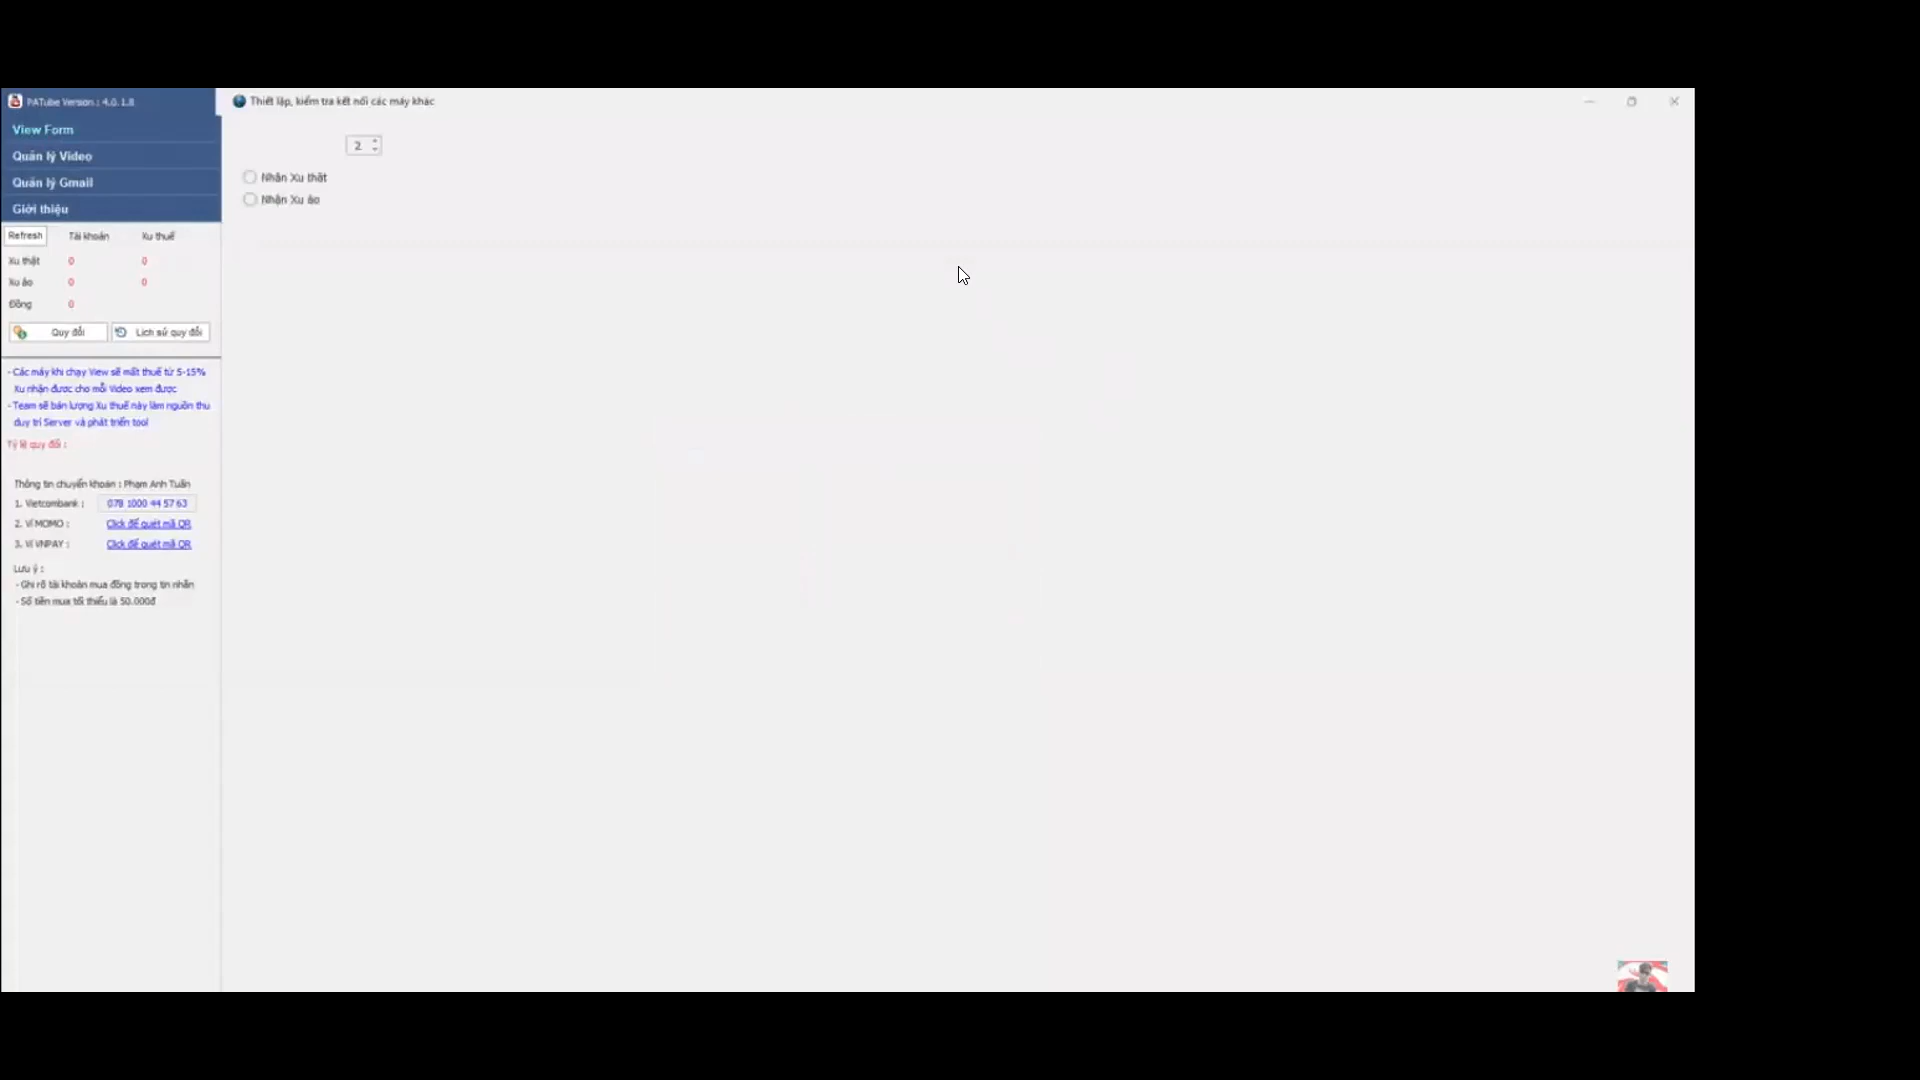 PATube Version : 4.0.1.8
Thiết lập, kiểm tra kết nối các máy khác
View Form
Quản lý Video
Quản lý Gmail
Giới thiệu
2
Nhận Xu thật
Nhận Xu ảo
Refresh Tài khoản Xu thuế
Xu thật 0 0
Xu ảo 0 0
Đồng 0
Quy đổi Lịch sử quy đổi
- Các máy khi chạy View sẽ mất thuế từ 5-15%
Xu nhận được cho mỗi Video xem được
- Team sẽ bán lượng Xu thuế này làm nguồn thu
duy trì Server và phát triển tool
Tỷ lệ quy đổi :
Thông tin chuyển khoản : Phạm Anh Tuấn
1. Vietcombank : 078 1000 44 57 63
2. Ví MOMO : Click để quét mã QR
3. Ví VNPAY : Click để quét mã QR
Lưu ý :
- Ghi rõ tài khoản mua đồng trong tin nhắn
- Số tiền mua tối thiểu là 50.000đ